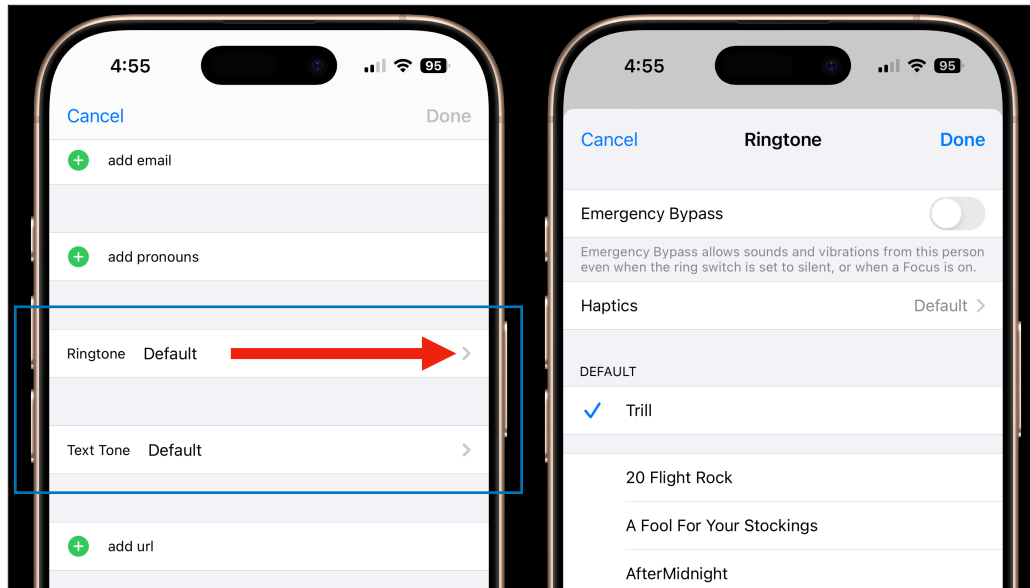 4:55
95
Cancel
Done
add email
add pronouns
Ringtone Default
Text Tone Default
add url
4:55
95
Cancel
Ringtone
Done
Emergency Bypass
Emergency Bypass allows sounds and vibrations from this person
even when the ring switch is set to silent, or when a Focus is on.
Haptics
Default
DEFAULT
Trill
20 Flight Rock
A Fool For Your Stockings
AfterMidnight